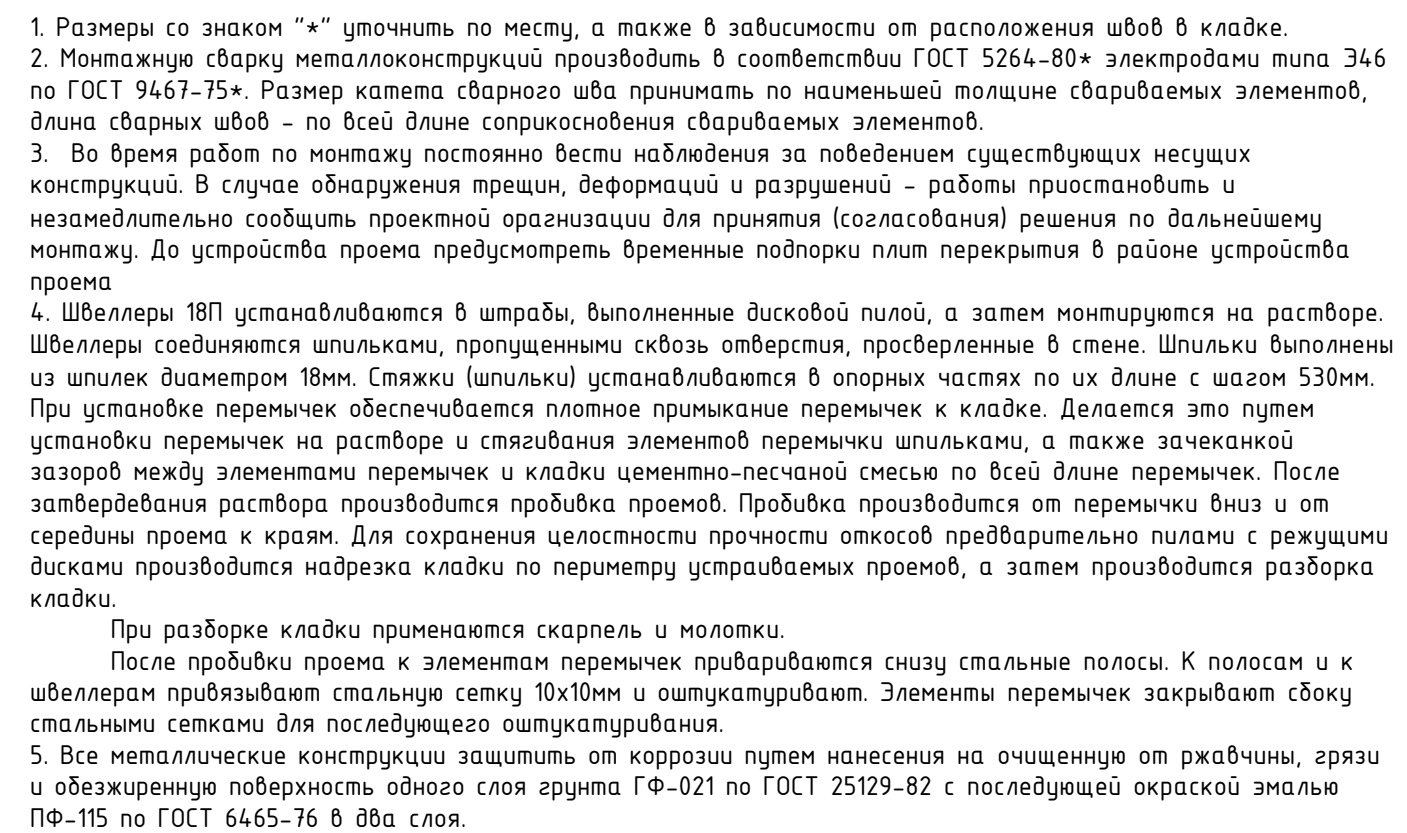 1. Размеры со знаком "*" уточнить по месту, а также в зависимости от расположения швов в кладке.
2. Монтажную сварку металлоконструкций производить в соответствии ГОСТ 5264-80* электродами типа Э46
по ГОСТ 9467-75*. Размер катета сварного шва принимать по наименьшей толщине свариваемых элементов,
длина сварных швов - по всей длине соприкосновения свариваемых элементов.
3. Во время работ по монтажу постоянно вести наблюдения за поведением существующих несущих
конструкций. В случае обнаружения трещин, деформаций и разрушений - работы приостановить и
незамедлительно сообщить проектной орагнизации для принятия (согласования) решения по дальнейшему
монтажу. До устройства проема предусмотреть временные подпорки плит перекрытия в районе устройства
проема
4. Швеллеры 18П устанавливаются в штрабы, выполненные дисковой пилой, а затем монтируются на растворе.
Швеллеры соединяются шпильками, пропущенными сквозь отверстия, просверленные в стене. Шпильки выполнены
из шпилек диаметром 18мм. Стяжки (шпильки) устанавливаются в опорных частях по их длине с шагом 530мм.
При установке перемычек обеспечивается плотное примыкание перемычек к кладке. Делается это путем
установки перемычек на растворе и стягивания элементов перемычки шпильками, а также зачеканкой
зазоров между элементами перемычек и кладки цементно-песчаной смесью по всей длине перемычек. После
затвердевания раствора производится пробивка проемов. Пробивка производится от перемычки вниз и от
середины проема к краям. Для сохранения целостности прочности откосов предварительно пилами с режущими
дисками производится надрезка кладки по периметру устраиваемых проемов, а затем производится разборка
кладки.
При разборке кладки применаются скарпель и молотки.
После пробивки проема к элементам перемычек привариваются снизу стальные полосы. К полосам и к
швеллерам привязывают стальную сетку 10х10мм и оштукатуривают. Элементы перемычек закрывают сбоку
стальными сетками для последующего оштукатуривания.
5. Все металлические конструкции защитить от коррозии путем нанесения на очищенную от ржавчины, грязи
и обезжиренную поверхность одного слоя грунта ГФ-021 по ГОСТ 25129-82 с последующей окраской эмалью
ПФ-115 по ГОСТ 6465-76 в два слоя.